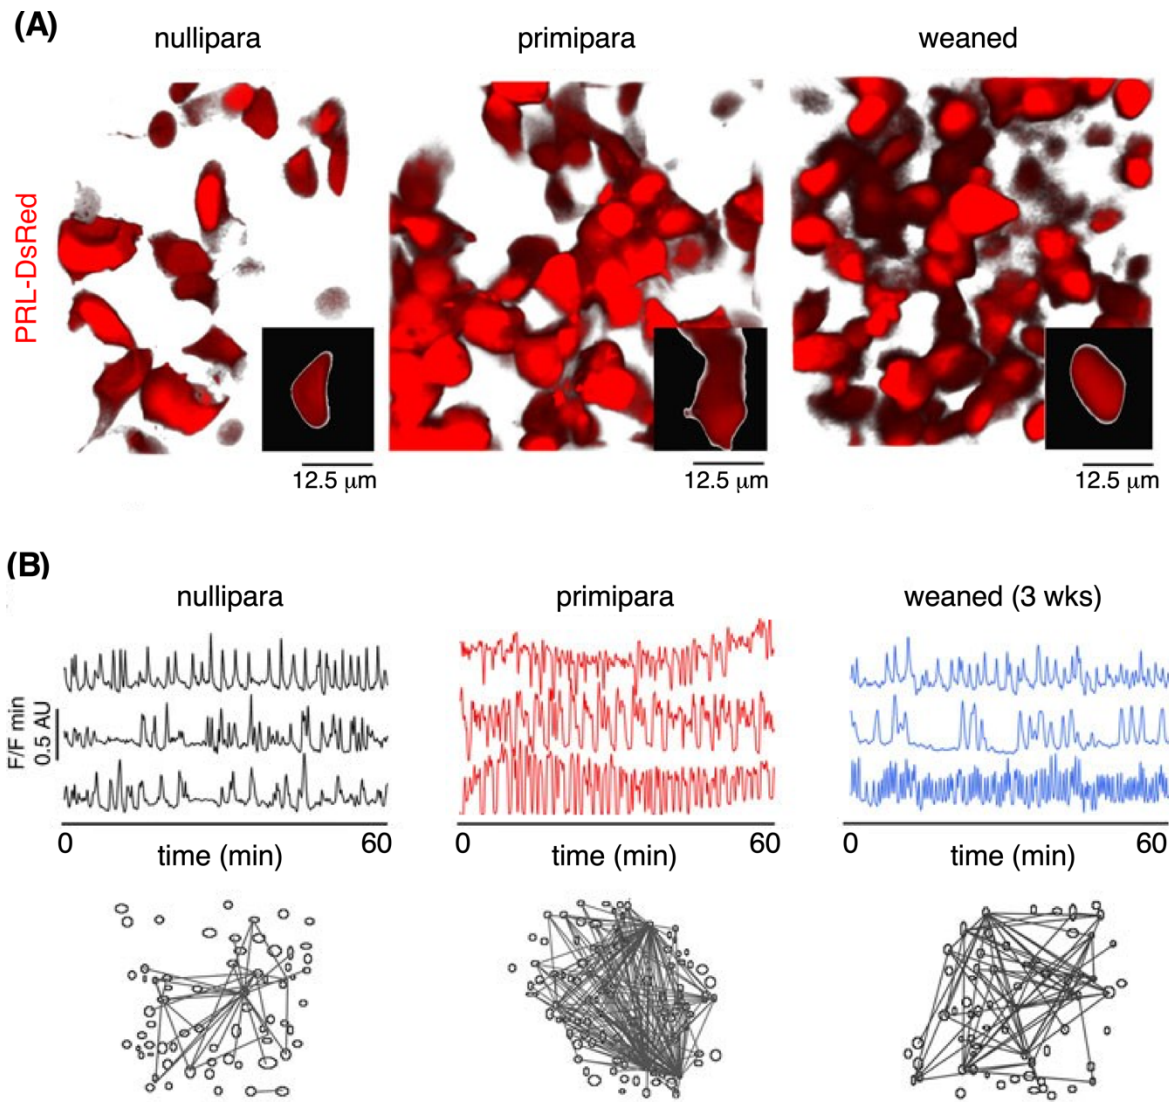 (A)
nullipara primipara weaned
PRL-DsRed
12.5 μm 12.5 μm 12.5 μm
(B)
nullipara primipara weaned (3 wks)
F/F min
0.5 AU
0 60 0 60 0 60
time (min) time (min) time (min)